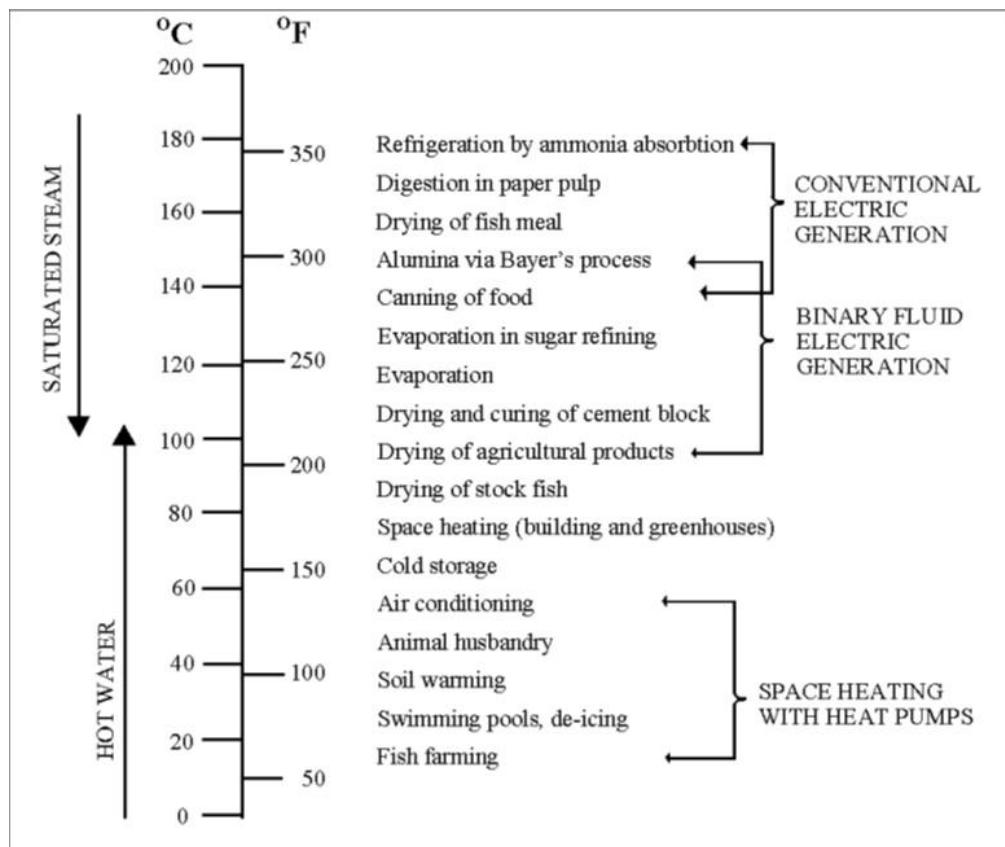 °C
°F
200
180
350
Refrigeration by ammonia absorbtion
Digestion in paper pulp
160
Drying of fish meal
300
Alumina via Bayer's process
140
Canning of food
Evaporation in sugar refining
250
120
Evaporation
Drying and curing of cement block
100
Drying of agricultural products
200
Drying of stock fish
80
Space heating (building and greenhouses)
150
Cold storage
60
Air conditioning
Animal husbandry
40
100
Soil warming
20
Swimming pools, de-icing
Fish farming
50
0
SATURATED STEAM
HOT WATER
CONVENTIONAL
ELECTRIC
GENERATION
BINARY FLUID
ELECTRIC
GENERATION
SPACE HEATING
WITH HEAT PUMPS